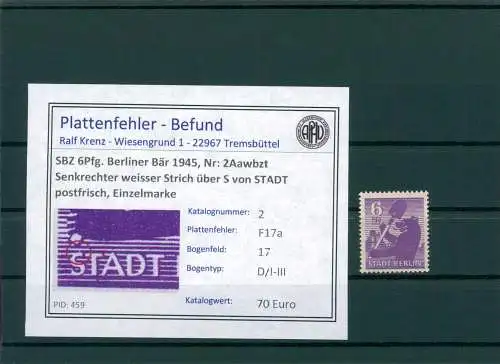 Plattenfehler - Befund
Ralf Krenz - Wiesengrund 1 - 22967 Tremsbüttel
SBZ 6Pfg. Berliner Bär 1945, Nr: 2Aawbzt
Senkrechter weisser Strich über S von STADT
postfrisch, Einzelmarke
Katalognummer: 2
Plattenfehler: F17a
Bogenfeld: 17
Bogentyp: D/I-III
Katalogwert: 70 Euro
STADT
PID: 459
6
STADT BERLIN